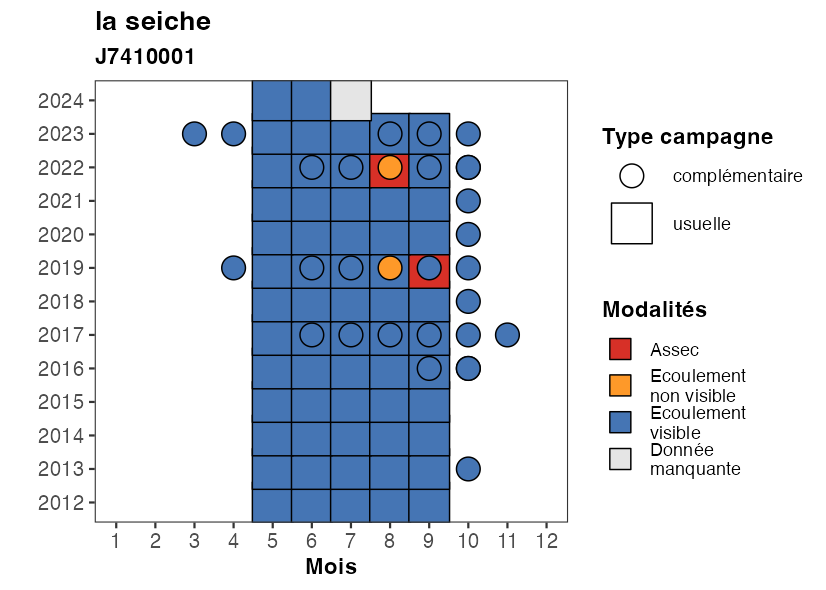 la seiche
J7410001
2024
2023
2022
2021
2020
2019
2018
2017
2016
2015
2014
2013
2012
1 2 3 4 5 6 7 8 9 10 11 12
Mois
Type campagne
complémentaire
usuelle
Modalités
Assec
Ecoulement
non visible
Ecoulement
visible
Donnée
manquante